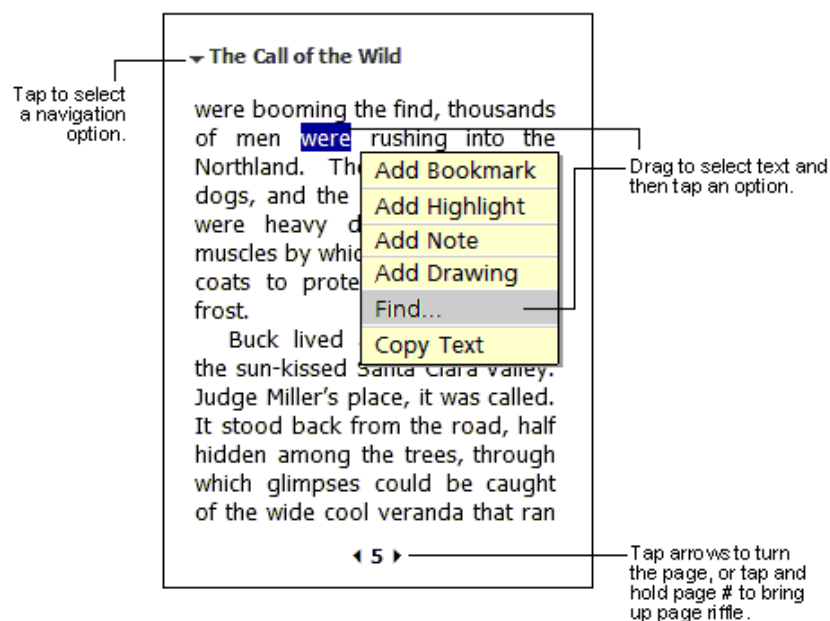 The Call of the Wild
Tap to select
a navigation
option.
were booming the find, thousands
of men were rushing into the
Northland. The
dogs, and the
were heavy d
muscles by whic
coats to prote
frost.
Buck lived
the sun-kissed Santa Clara Valley.
Judge Miller's place, it was called.
It stood back from the road, half
hidden among the trees, through
which glimpses could be caught
of the wide cool veranda that ran
Add Bookmark
Add Highlight
Add Note
Add Drawing
Find...
Copy Text
Drag to select text and
then tap an option.
5
Tap arrows to turn
the page, or tap and
hold page # to bring
up page riffle.